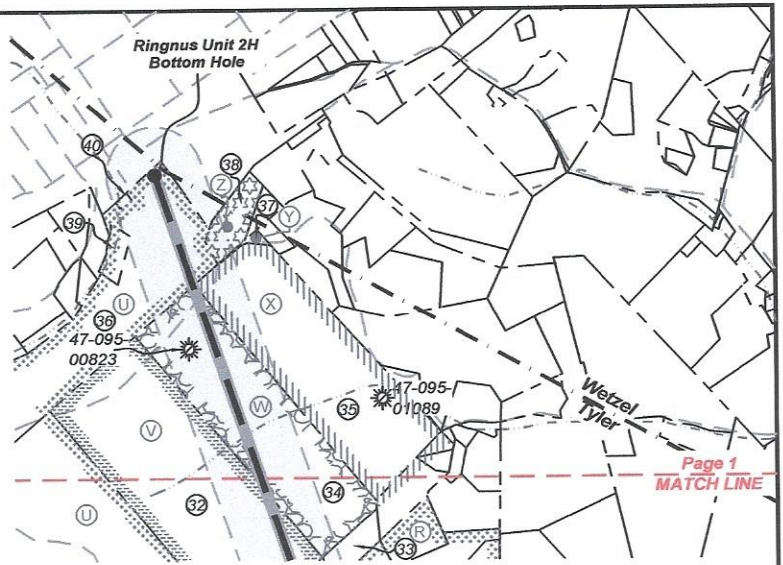 Ringnus Unit 2H
Bottom Hole
40
38
Z
37
Y
39
U
X
36
47-095-
00823
47-095-
01089
W
35
Wetzel
Tyler
V
Page 1
MATCH LINE
34
32
U
R
33